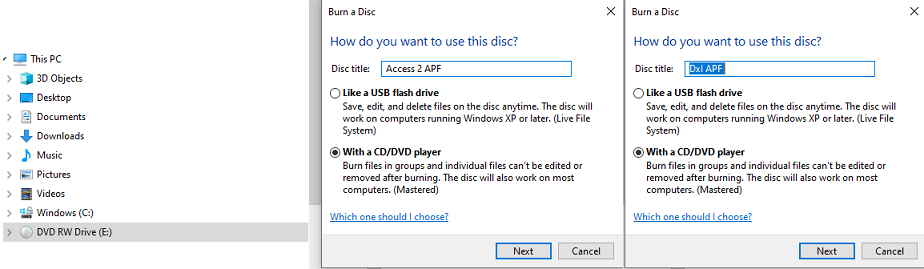 This PC
3D Objects
Desktop
Documents
Downloads
Music
Pictures
Videos
Windows (C:)
DVD RW Drive (E:)
Burn a Disc
How do you want to use this disc?
Disc title: Access 2 APF
Like a USB flash drive
Save, edit, and delete files on the disc anytime. The disc will
work on computers running Windows XP or later. (Live File
System)
With a CD/DVD player
Burn files in groups and individual files can't be edited or
removed after burning. The disc will also work on most
computers. (Mastered)
Which one should I choose?
Next
Cancel
Burn a Disc
How do you want to use this disc?
Disc title: DxI APF
Like a USB flash drive
Save, edit, and delete files on the disc anytime. The disc will
work on computers running Windows XP or later. (Live File
System)
With a CD/DVD player
Burn files in groups and individual files can't be edited or
removed after burning. The disc will also work on most
computers. (Mastered)
Which one should I choose?
Next
Cancel